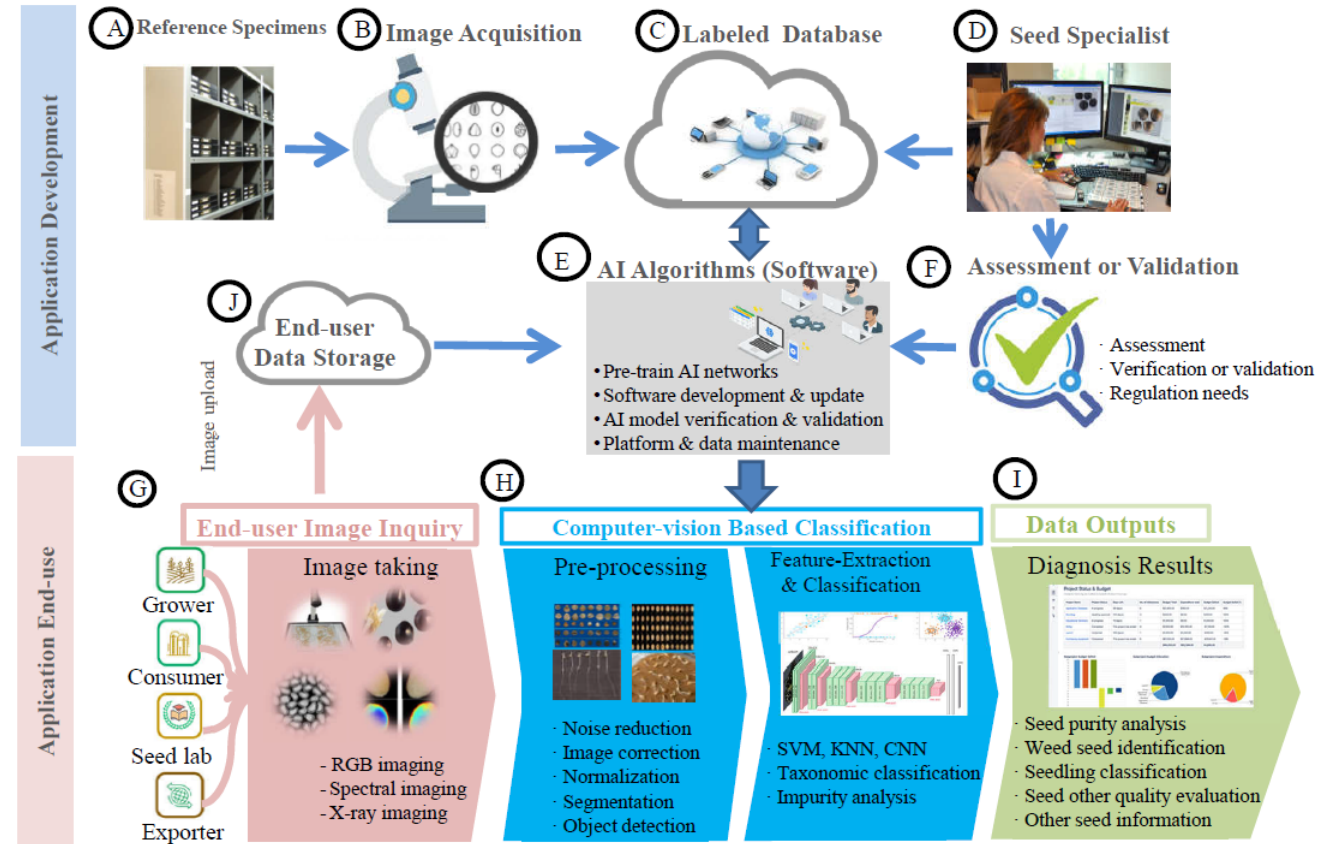 Application Development
A
Reference Specimens
B
Image Acquisition
C
Labeled Database
D
Seed Specialist
E
AI Algorithms (Software)
• Pre-train AI networks
• Software development & update
• AI model verification & validation
• Platform & data maintenance
F
Assessment or Validation
· Assessment
· Verification or validation
· Regulation needs
J
End-user
Data Storage
Image upload
Application End-use
G
End-user Image Inquiry
Grower
Consumer
Seed lab
Exporter
Image taking
- RGB imaging
- Spectral imaging
- X-ray imaging
H
Computer-vision Based Classification
Pre-processing
· Noise reduction
· Image correction
· Normalization
· Segmentation
· Object detection
Feature-Extraction
& Classification
· SVM, KNN, CNN
· Taxonomic classification
· Impurity analysis
I
Data Outputs
Diagnosis Results
Project Status & Budget
· Seed purity analysis
· Weed seed identification
· Seedling classification
· Seed other quality evaluation
· Other seed information